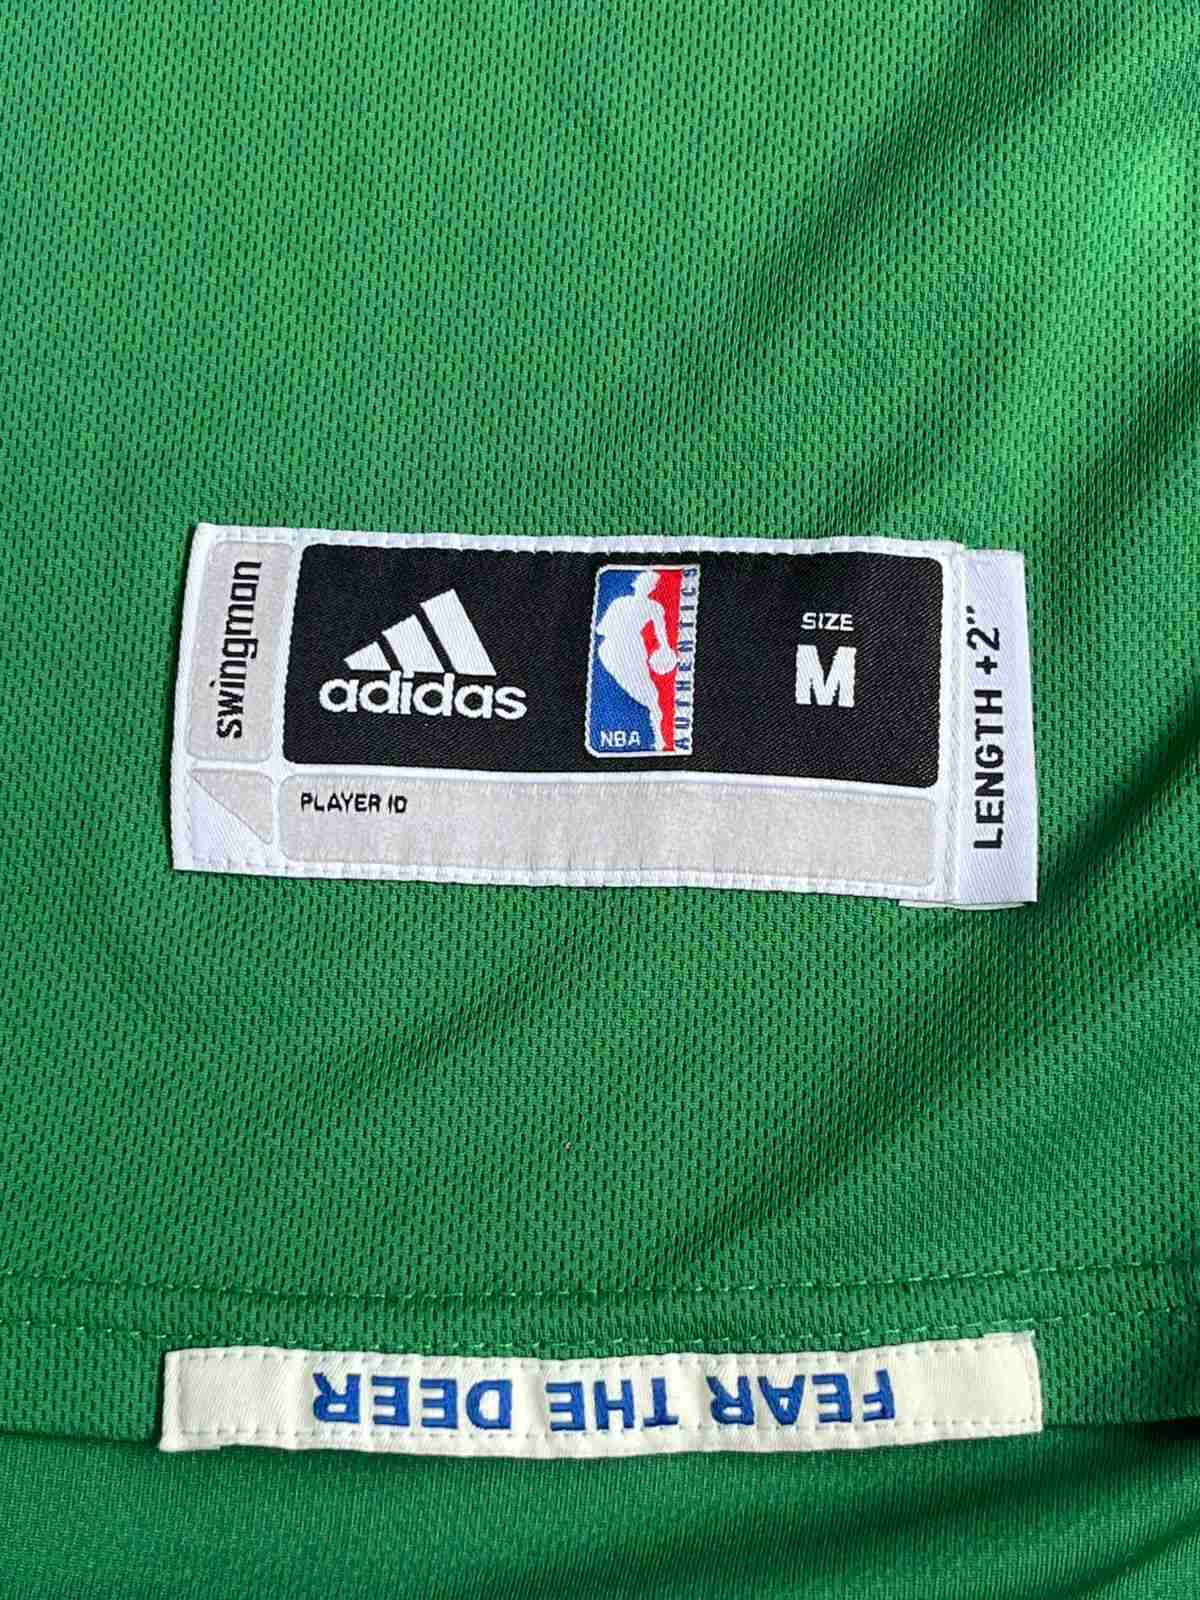 swingman
adidas
NBA
AUTHENTICS
SIZE
M
LENGTH +2"
PLAYER ID
FEAR THE DEER